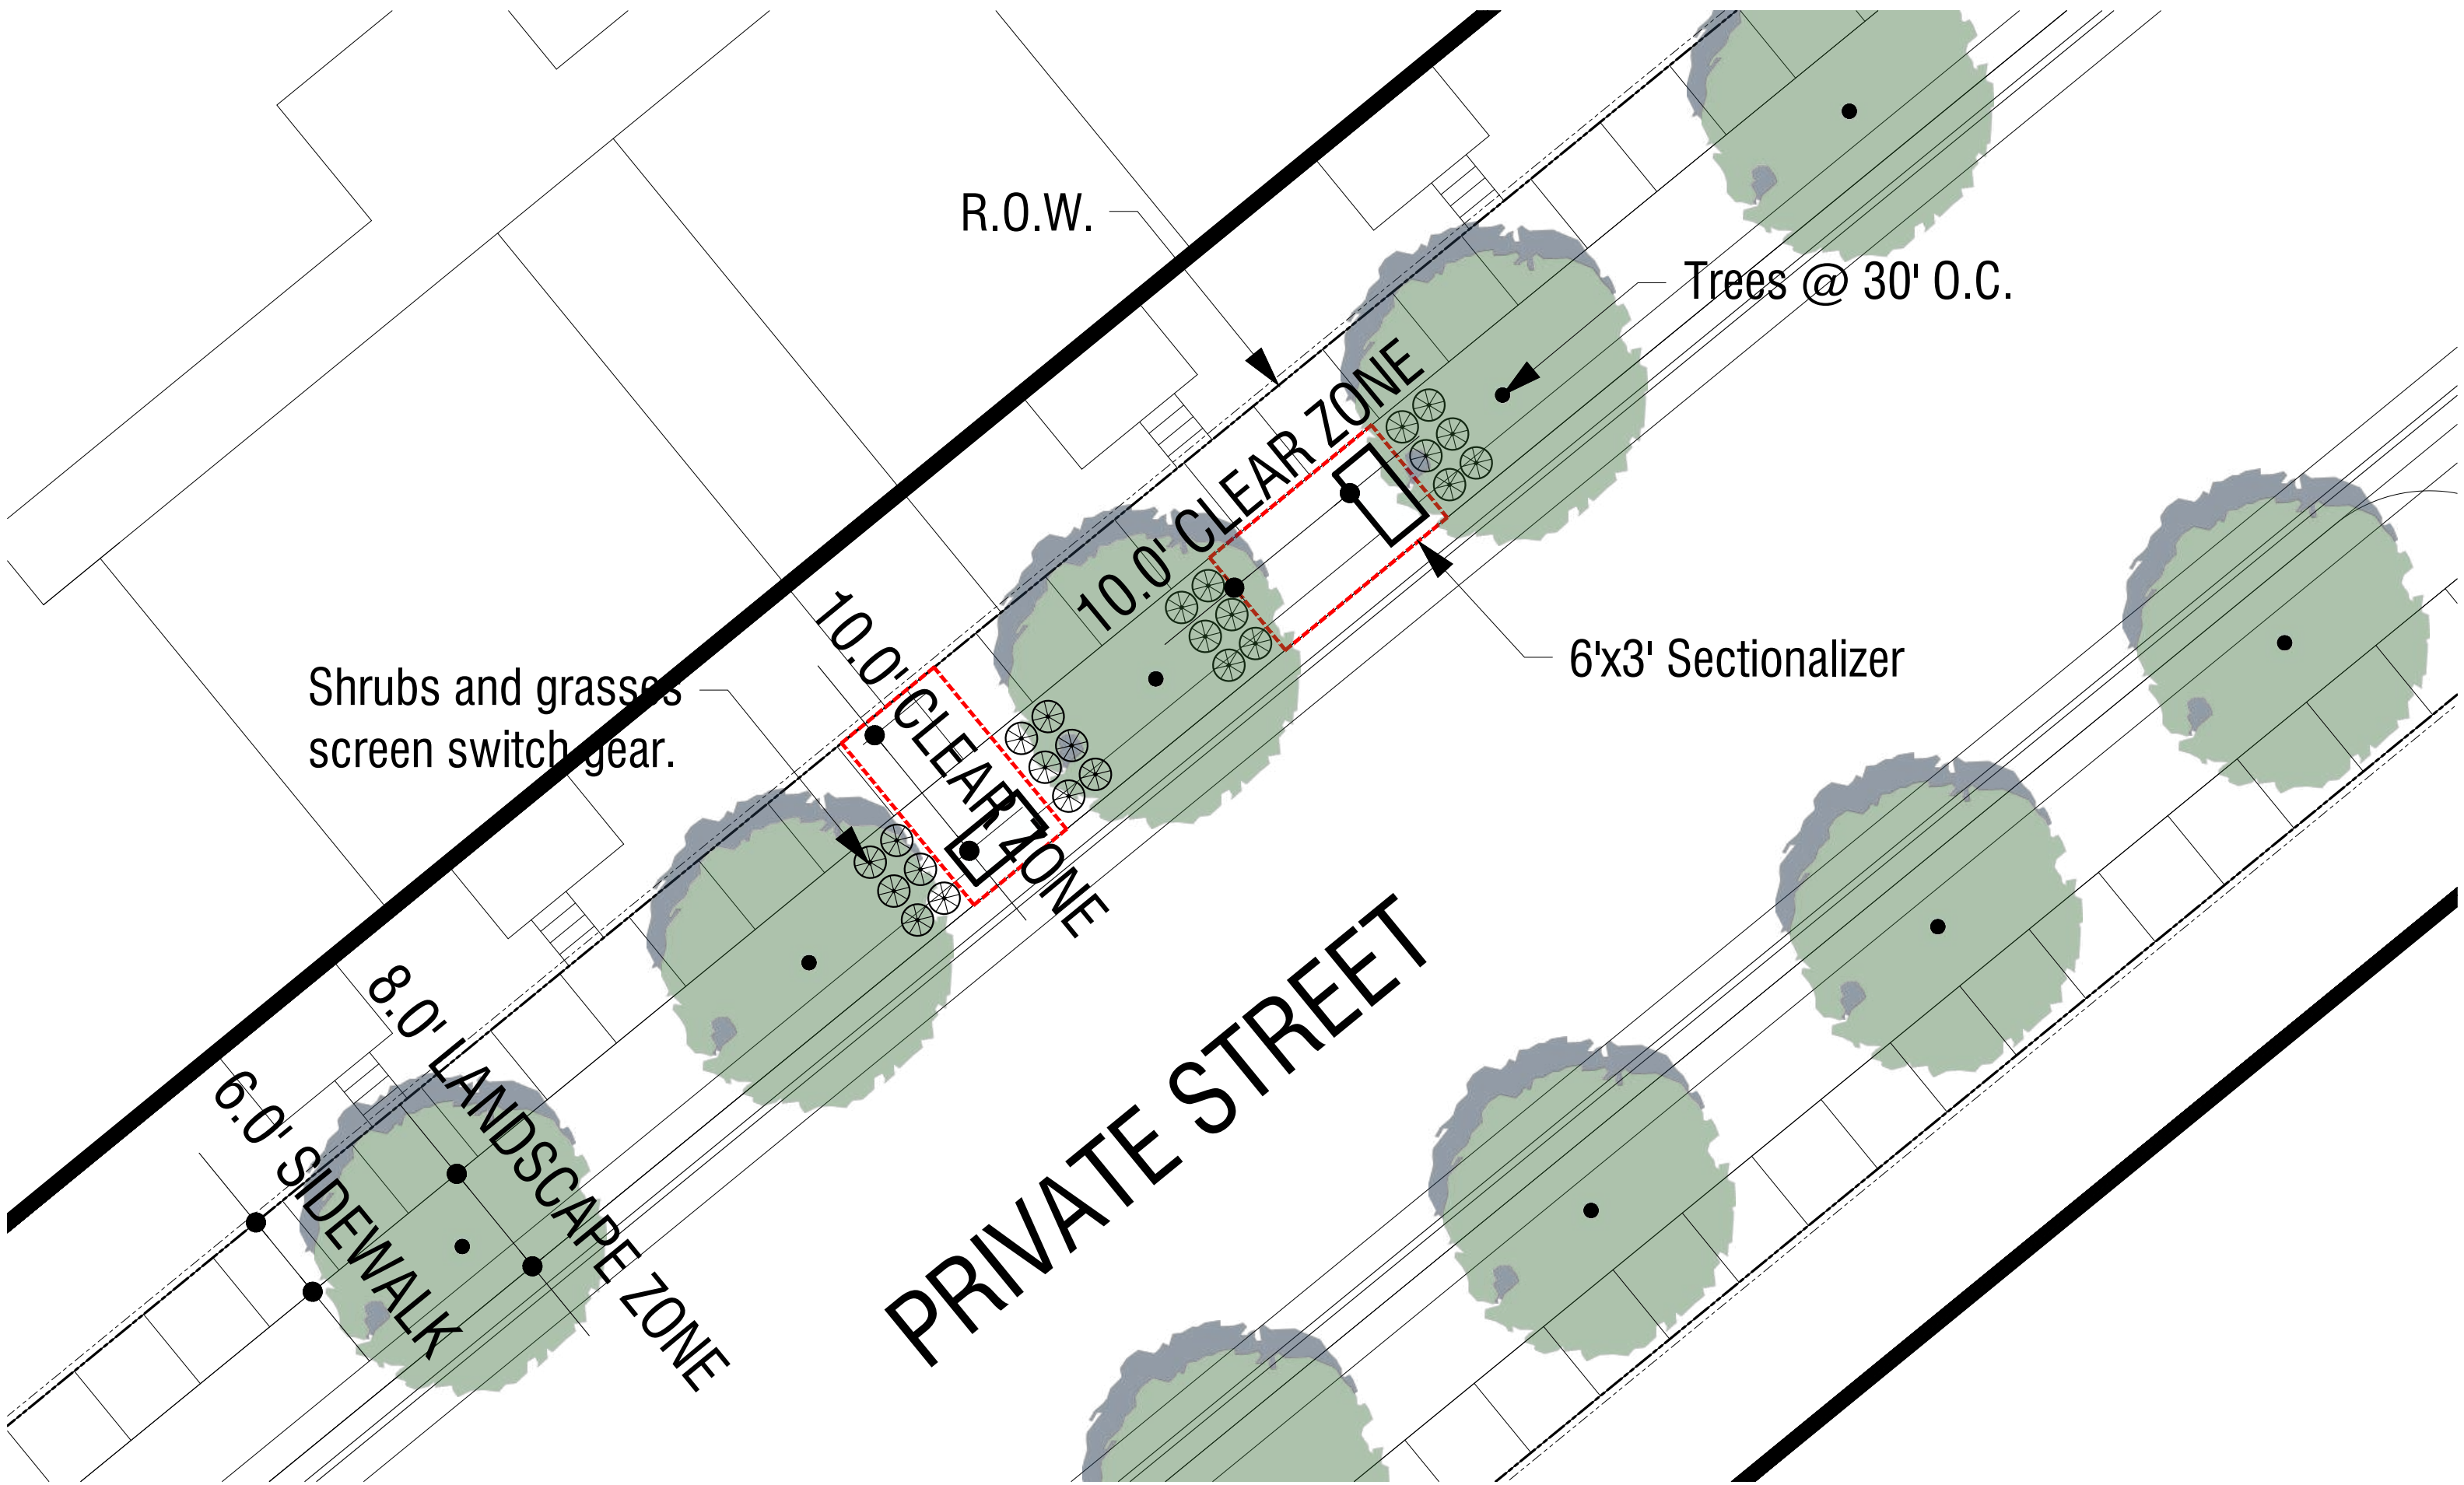 R.O.W.
Trees @ 30' O.C.
10.0' CLEAR ZONE
6'x3' Sectionalizer
Shrubs and grasses
screen switch gear.
10.0' CLEAR ZONE
8.0' LANDSCAPE ZONE
6.0' SIDEWALK
PRIVATE STREET